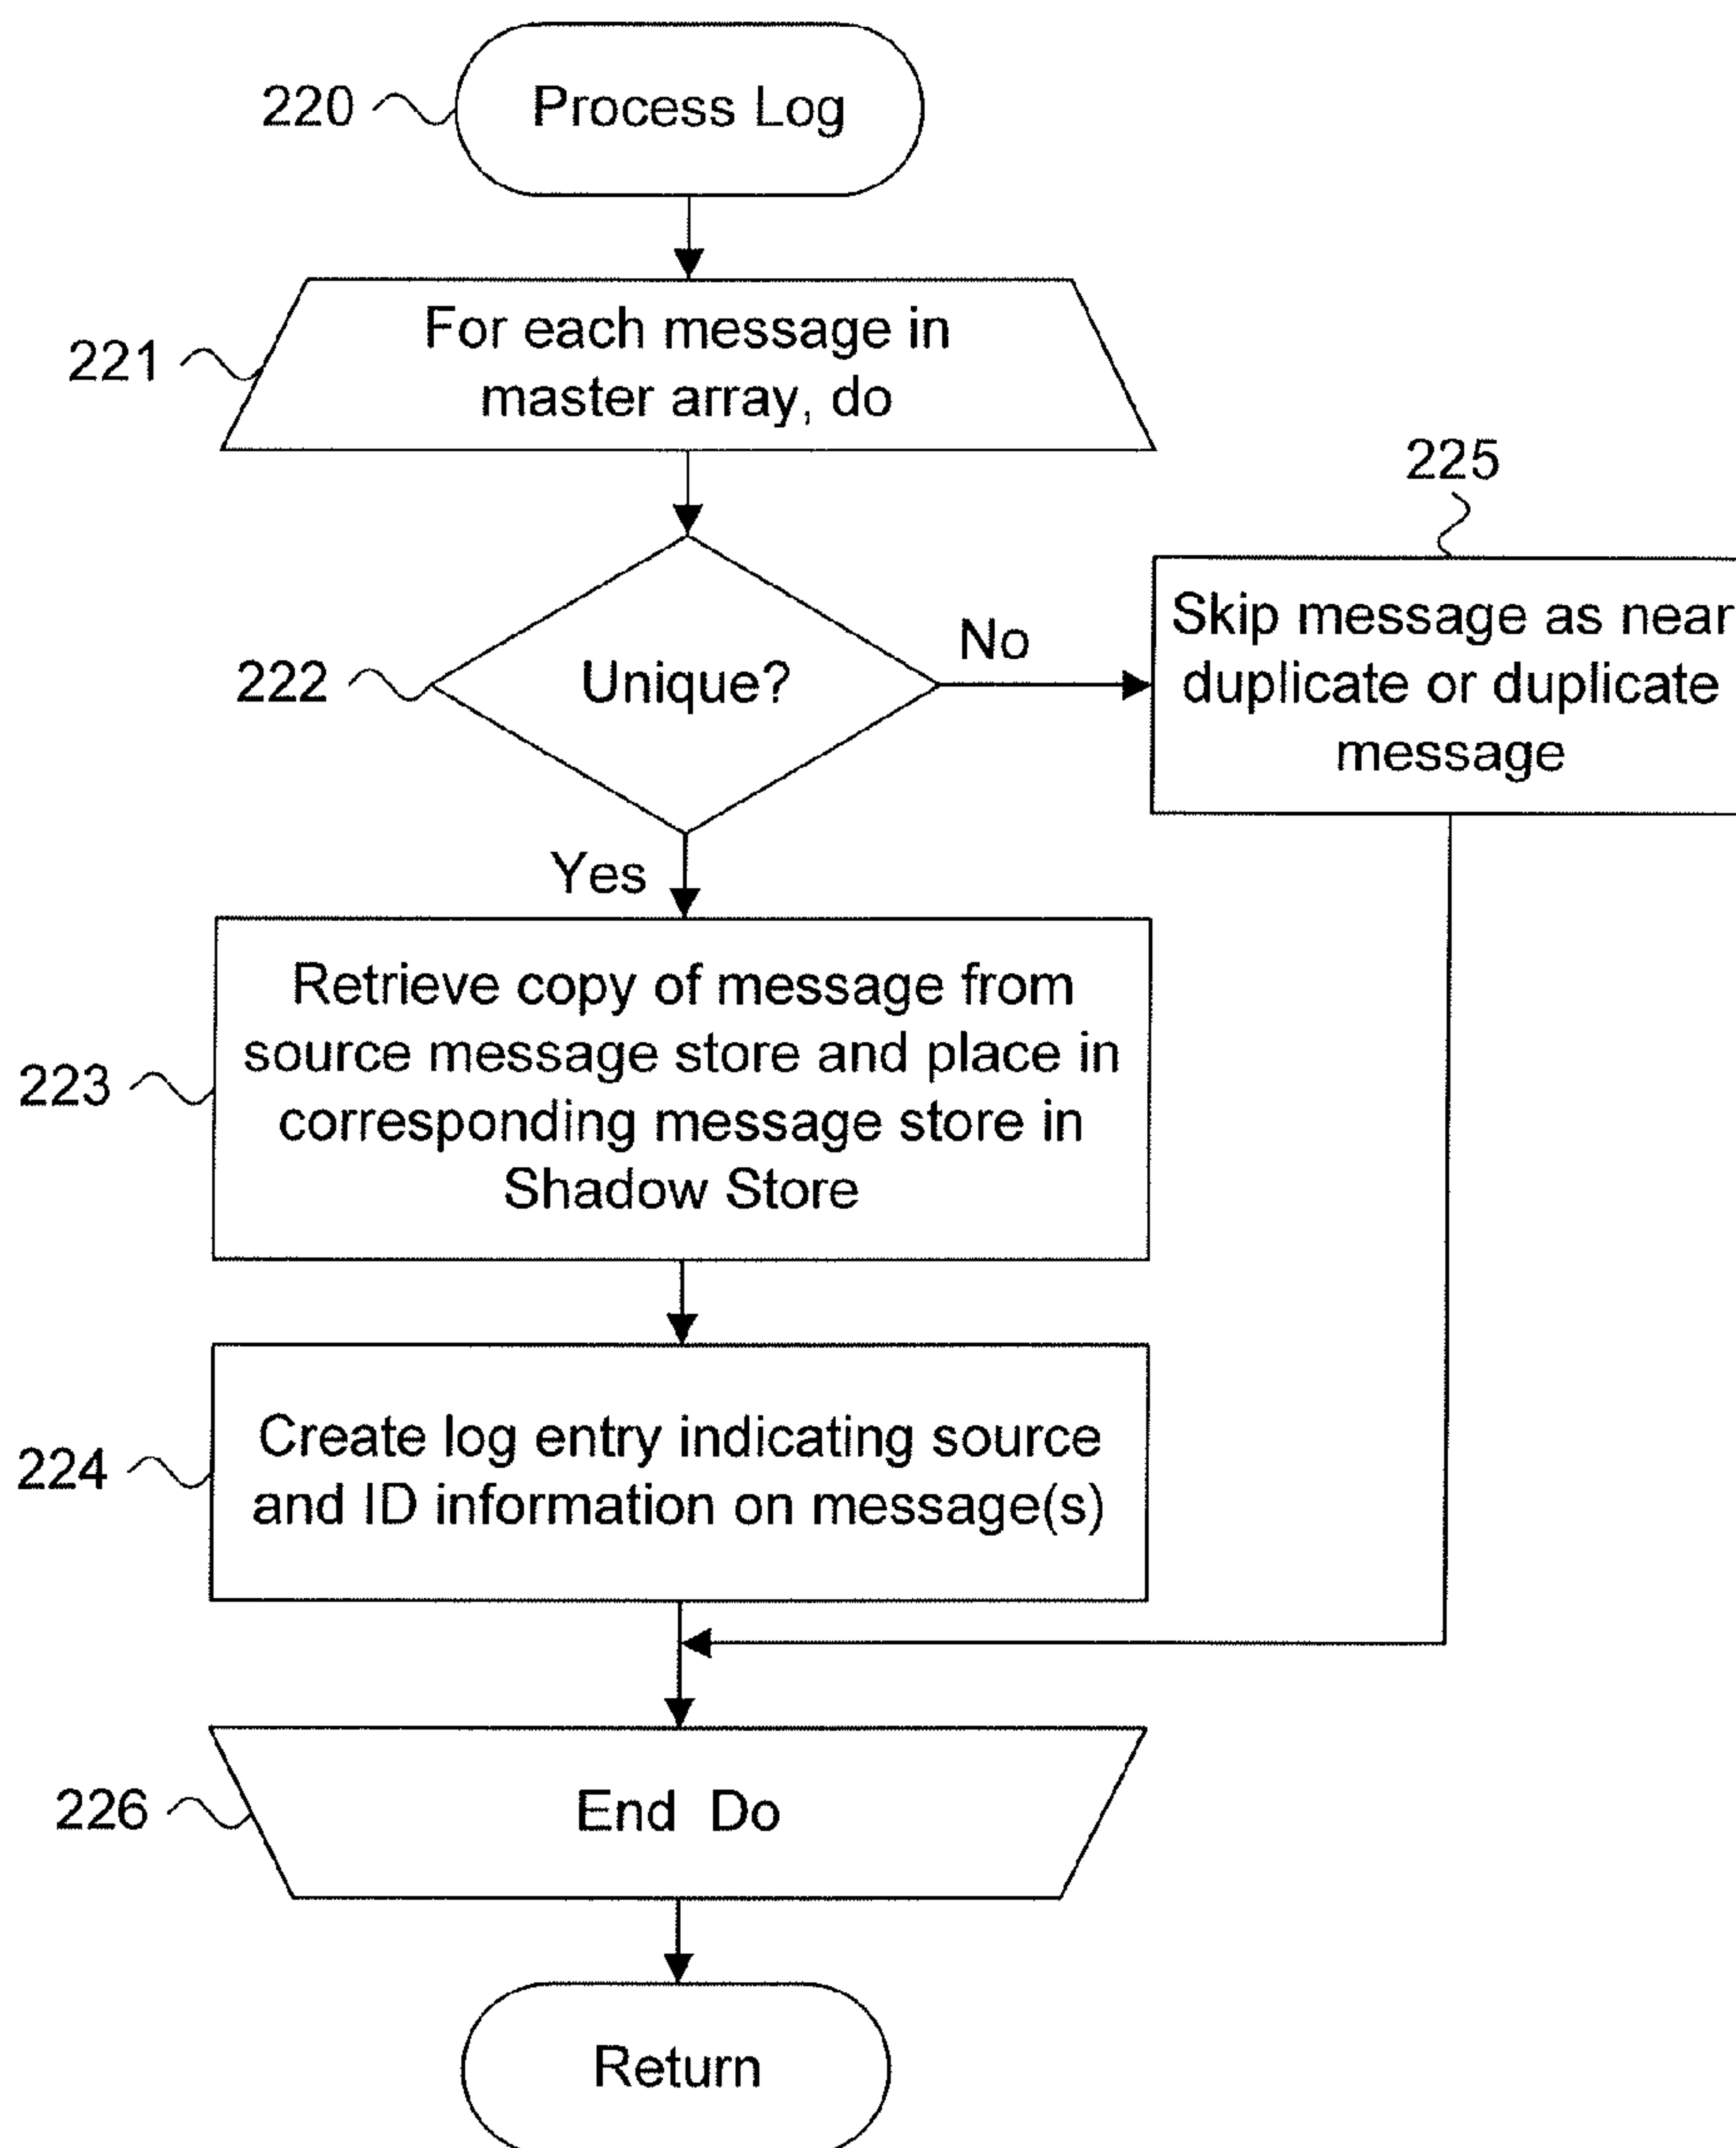 220
Process Log
221
For each message in
master array, do
222
Unique?
No
225
Skip message as near
duplicate or duplicate
message
Yes
223
Retrieve copy of message from
source message store and place in
corresponding message store in
Shadow Store
224
Create log entry indicating source
and ID information on message(s)
226
End Do
Return